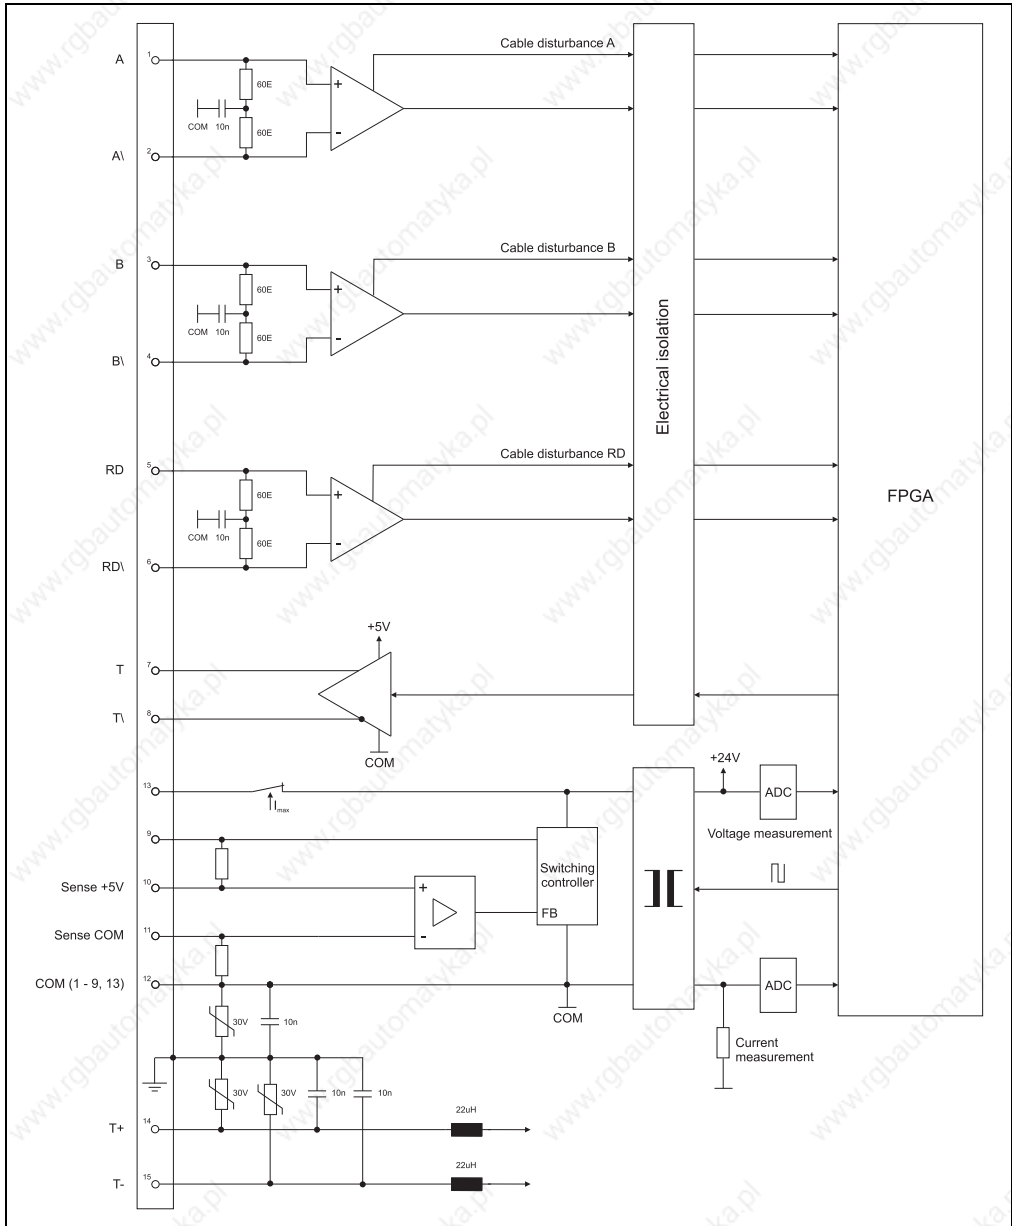 Cable disturbance A
A
1
60E
+
COM 10n
60E
-
A\
2
Cable disturbance B
B
3
60E
+
COM 10n
60E
-
B\
4
Electrical isolation
Cable disturbance RD
RD
5
60E
+
COM 10n
60E
-
RD\
6
FPGA
+5V
T
7
T\
8
COM
+24V
13
Imax
ADC
Voltage measurement
9
Switching
controller
Sense +5V
10
+
FB
Sense COM
11
-
COM (1 - 9, 13)
12
ADC
COM
30V
10n
Current
measurement
30V
30V
10n
10n
T+
14
22uH
T-
15
22uH
www.rgbautomatyka.pl